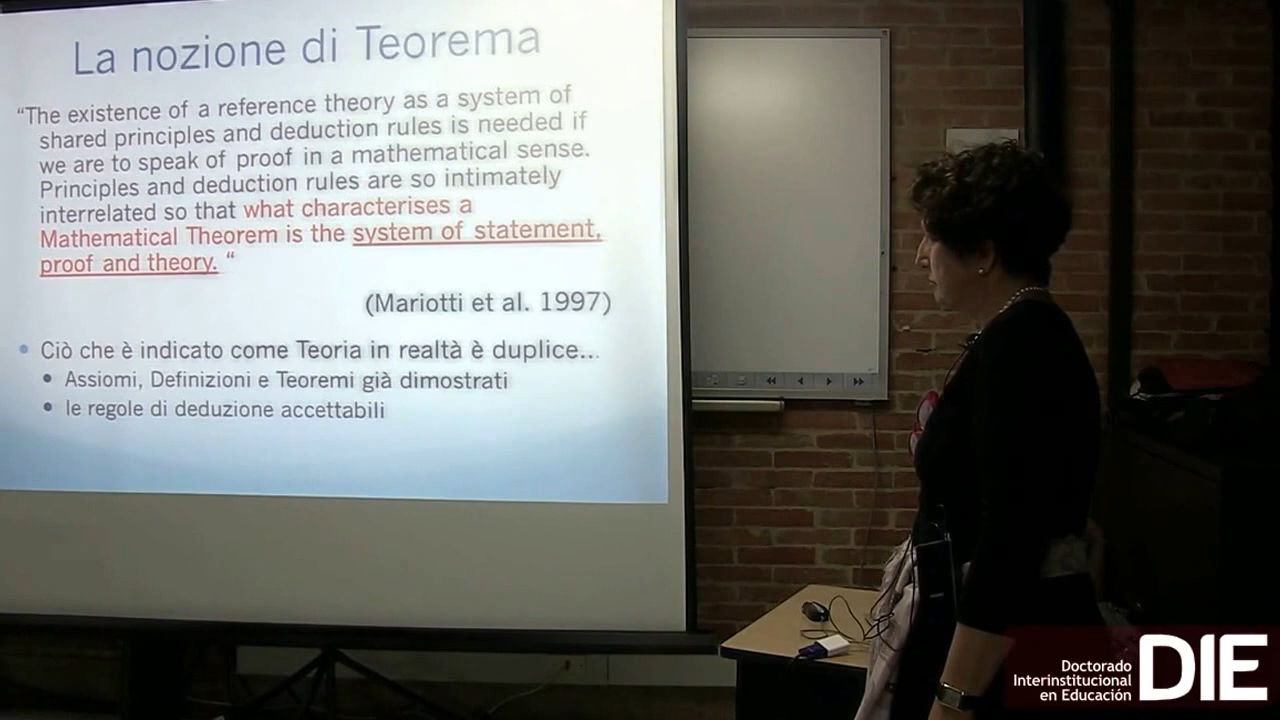 La nozione di Teorema
“The existence of a reference theory as a system of
shared principles and deduction rules is needed if
we are to speak of proof in a mathematical sense.
Principles and deduction rules are so intimately
interrelated so that what characterises a
Mathematical Theorem is the system of statement,
proof and theory. “
(Mariotti et al. 1997)
• Ciò che è indicato come Teoria in realtà è duplice…
• Assiomi, Definizioni e Teoremi già dimostrati
• le regole di deduzione accettabili
Doctorado
Interinstitucional
en Educación
DIE